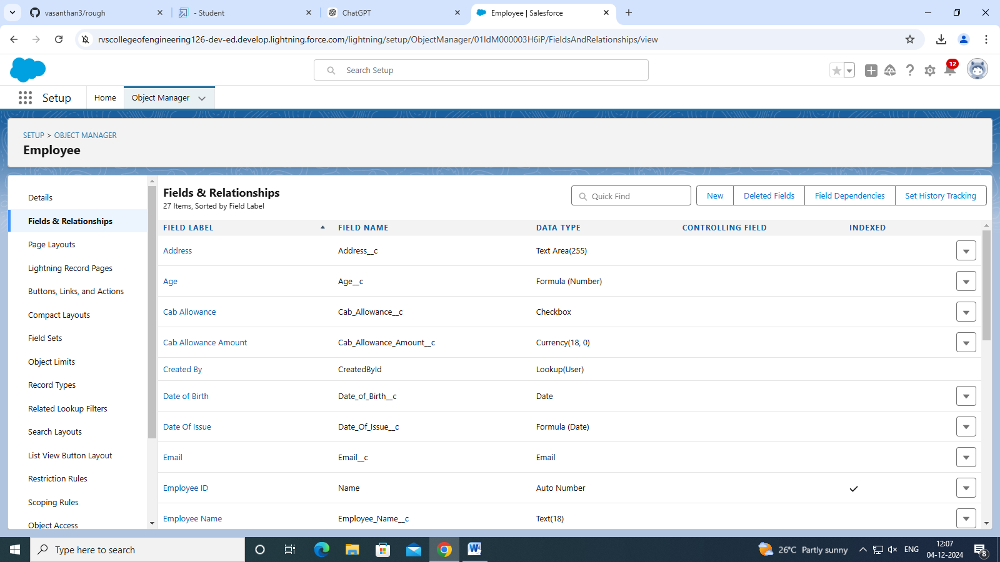 vasanthan3/rough
- Student
ChatGPT
Employee | Salesforce
rvscollegeofengineering126-dev-ed.develop.lightning.force.com/lightning/setup/ObjectManager/01IdM000003H6iP/FieldsAndRelationships/view
Search Setup
12
Setup
Home
Object Manager
SETUP > OBJECT MANAGER
Employee
Details
Fields & Relationships
Page Layouts
Lightning Record Pages
Buttons, Links, and Actions
Compact Layouts
Field Sets
Object Limits
Record Types
Related Lookup Filters
Search Layouts
List View Button Layout
Restriction Rules
Scoping Rules
Object Access
Fields & Relationships
27 Items, Sorted by Field Label
Quick Find
New
Deleted Fields
Field Dependencies
Set History Tracking
FIELD LABEL FIELD NAME DATA TYPE CONTROLLING FIELD INDEXED
Address Address__c Text Area(255)
Age Age__c Formula (Number)
Cab Allowance Cab_Allowance__c Checkbox
Cab Allowance Amount Cab_Allowance_Amount__c Currency(18, 0)
Created By CreatedById Lookup(User)
Date of Birth Date_of_Birth__c Date
Date Of Issue Date_Of_Issue__c Formula (Date)
Email Email__c Email
Employee ID Name Auto Number
Employee Name Employee_Name__c Text(18)
Type here to search
26°C Partly sunny
ENG
12:07
04-12-2024
8